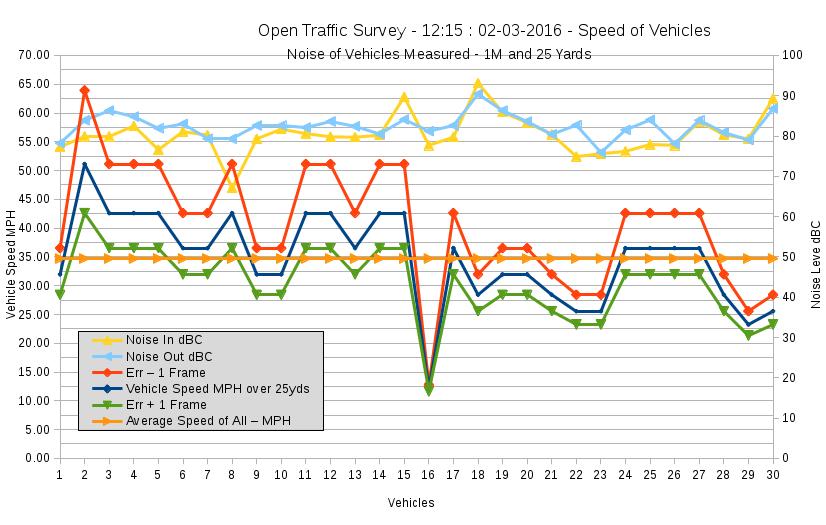 Open Traffic Survey - 12:15 : 02-03-2016 - Speed of Vehicles
Noise of Vehicles Measured - 1M and 25 Yards
70.00
65.00
60.00
55.00
50.00
45.00
40.00
35.00
30.00
25.00
20.00
15.00
10.00
5.00
0.00
Vehicle Speed MPH
100
90
80
70
60
50
40
30
20
10
0
Noise Leve dBC
Noise In dBC
Noise Out dBC
Err – 1 Frame
Vehicle Speed MPH over 25yds
Err + 1 Frame
Average Speed of All – MPH
1 2 3 4 5 6 7 8 9 10 11 12 13 14 15 16 17 18 19 20 21 22 23 24 25 26 27 28 29 30
Vehicles